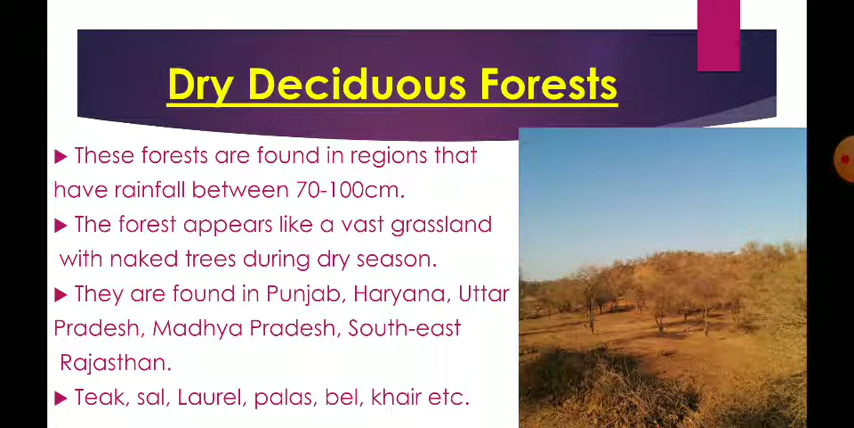 Dry Deciduous Forests
These forests are found in regions that
have rainfall between 70-100cm.
The forest appears like a vast grassland
with naked trees during dry season.
They are found in Punjab, Haryana, Uttar
Pradesh, Madhya Pradesh, South-east
Rajasthan.
Teak, sal, Laurel, palas, bel, khair etc.